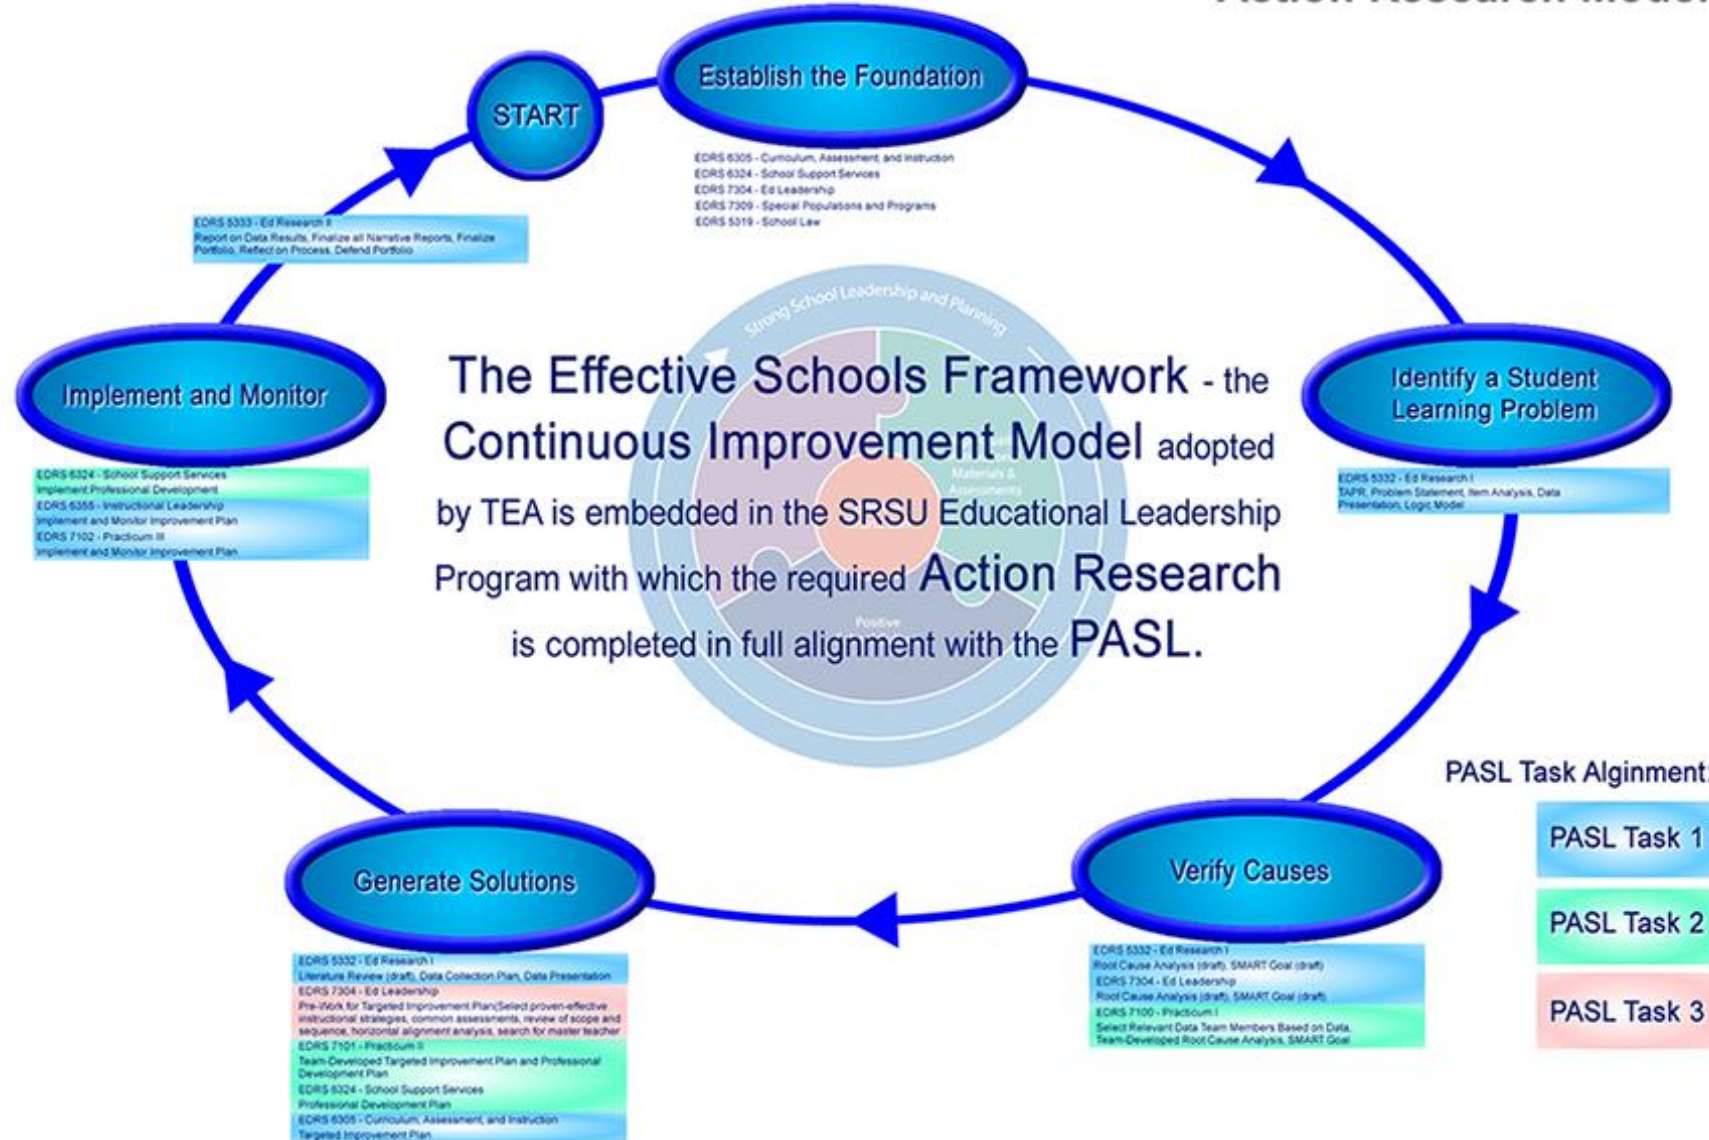 Action Research Model
START
Establish the Foundation
EDRS 6305 - Curriculum, Assessment, and Instruction
EDRS 6324 - School Support Services
EDRS 7304 - Ed Leadership
EDRS 7309 - Special Populations and Programs
EDRS 5319 - School Law
EDRS 5333 - Ed Research II
Report on Data Results, Finalize all Narrative Reports, Finalize
Portfolio, Reflect on Process, Defend Portfolio
Implement and Monitor
EDRS 6324 - School Support Services
Implement Professional Development
EDRS 6355 - Instructional Leadership
Implement and Monitor Improvement Plan
EDRS 7102 - Practicum III
Implement and Monitor Improvement Plan
Strong School Leadership and Planning
Materials &
Assessments
Positive
The Effective Schools Framework - the
Continuous Improvement Model adopted
by TEA is embedded in the SRSU Educational Leadership
Program with which the required Action Research
is completed in full alignment with the PASL.
Identify a Student
Learning Problem
EDRS 5332 - Ed Research I
TAPR, Problem Statement, Item Analysis, Data
Presentation, Logic Model
Generate Solutions
EDRS 5332 - Ed Research I
Literature Review (draft), Data Collection Plan, Data Presentation
EDRS 7304 - Ed Leadership
Pre-Work for Targeted Improvement Plan(Select proven-effective
instructional strategies, common assessments, review of scope and
sequence, horizontal alignment analysis, search for master teacher
EDRS 7101 - Practicum II
Team-Developed Targeted Improvement Plan and Professional
Development Plan
EDRS 6324 - School Support Services
Professional Development Plan
EDRS 6305 - Curriculum, Assessment, and Instruction
Targeted Improvement Plan
Verify Causes
EDRS 5332 - Ed Research I
Root Cause Analysis (draft), SMART Goal (draft)
EDRS 7304 - Ed Leadership
Root Cause Analysis (draft), SMART Goal (draft)
EDRS 7100 - Practicum I
Select Relevant Data Team Members Based on Data,
Team-Developed Root Cause Analysis, SMART Goal
PASL Task Alginment:
PASL Task 1
PASL Task 2
PASL Task 3